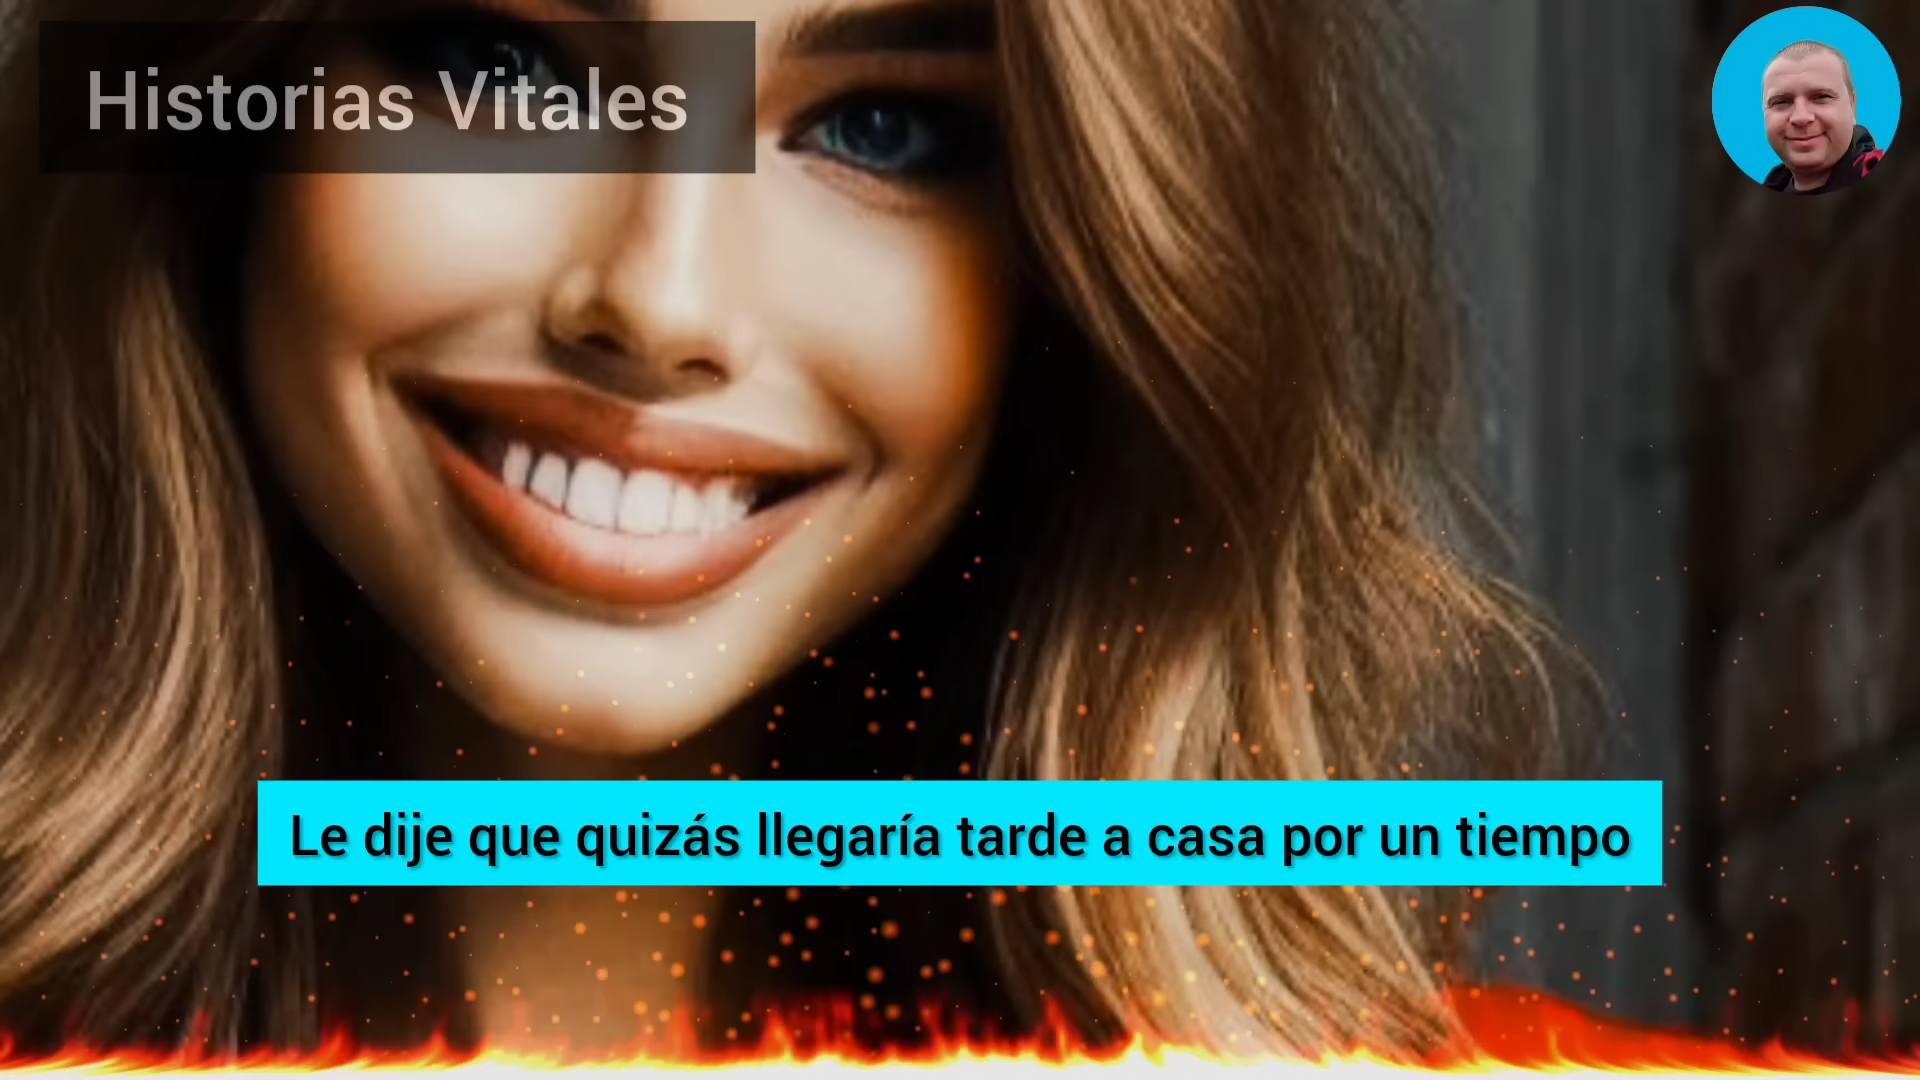 Historias Vitales
Le dije que quizás llegaría tarde a casa por un tiempo